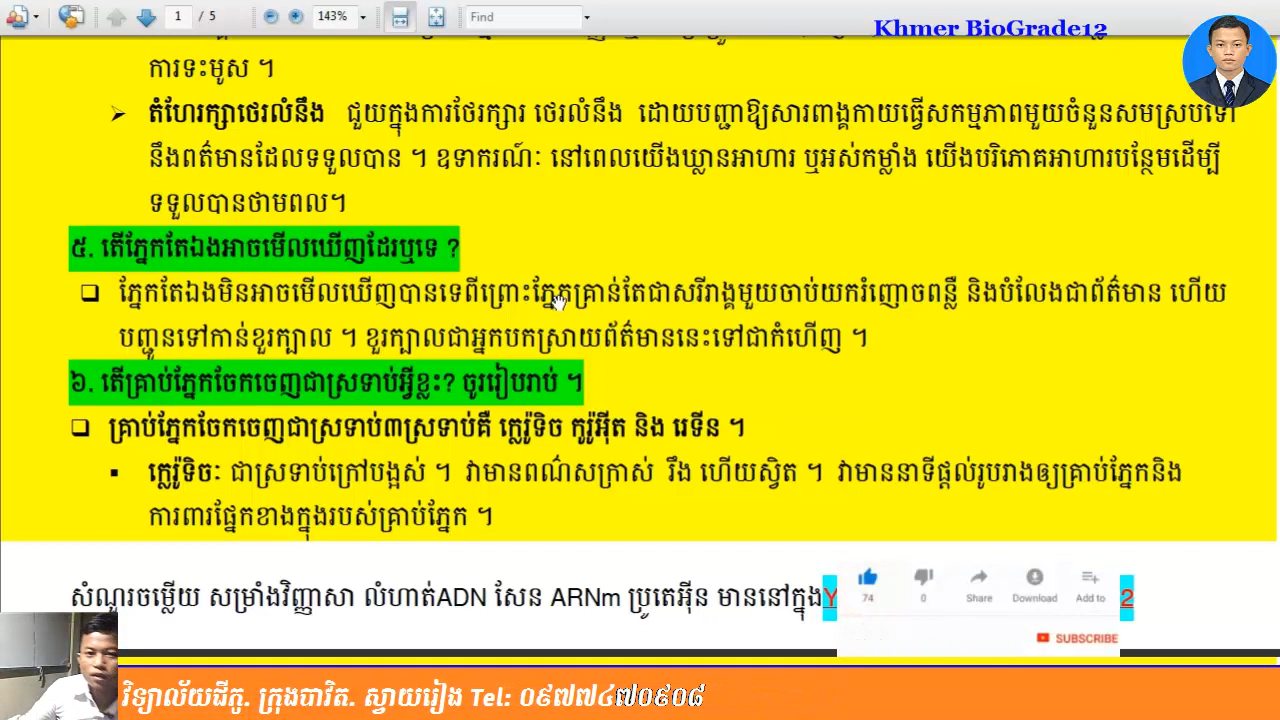 1 / 5 143% Find
Khmer BioGrade12
ការទះមូស ។
➢ តំហែរក្សាថេរលំនឹង ជួយក្នុងការថែរក្សារ ថេរលំនឹង ដោយបញ្ជាឱ្យសារពាង្គកាយធ្វើសកម្មភាពមួយចំនួនសមស្របទៅ
នឹងពត៌មានដែលទទួលបាន ។ ឧទាករណ៍ៈ នៅពេលយើងឃ្លានអាហារ ឬអស់កម្លាំង យើងបរិភោគអាហារបន្ថែមដើម្បី
ទទួលបានថាមពល។
៥. តើភ្នែកតែឯងអាចមើលឃើញដែរឬទេ ?
❑ ភ្នែកតែឯងមិនអាចមើលឃើញបានទេពីព្រោះភ្នែកគ្រាន់តែជាសរីរាង្គមួយចាប់យករំញោចពន្លឺ និងបំលែងជាព័ត៌មាន ហើយ
បញ្ជូនទៅកាន់ខួរក្បាល ។ ខួរក្បាលជាអ្នកបកស្រាយព័ត៌មាននេះទៅជាកំហើញ ។
៦. តើគ្រាប់ភ្នែកចែកចេញជាស្រទាប់អ្វីខ្លះ? ចូររៀបរាប់ ។
❑ គ្រាប់ភ្នែកចែកចេញជាស្រទាប់៣ស្រទាប់គឺ ក្លេរ៉ូទិច កូរ៉ូអ៊ីត និង រេទីន ។
▪ ក្លេរ៉ូទិចៈ ជាស្រទាប់ក្រៅបង្អស់ ។ វាមានពណ៌សក្រាស់ រឹង ហើយស្វិត ។ វាមាននាទីផ្តល់រូបរាងឲ្យគ្រាប់ភ្នែកនិង
ការពារផ្នែកខាងក្នុងរបស់គ្រាប់ភ្នែក ។
សំណួរចម្លើយ សម្រាំងវិញ្ញាសា លំហាត់ADN សែន ARNm ប្រូតេអ៊ីន មាននៅក្នុងY 2
74 0 Share Download Add to
SUBSCRIBE
វិទ្យាល័យជីភូ. ក្រុងបាវិត. ស្វាយរៀង Tel: ០៩៧៧៤៧០៩០៨